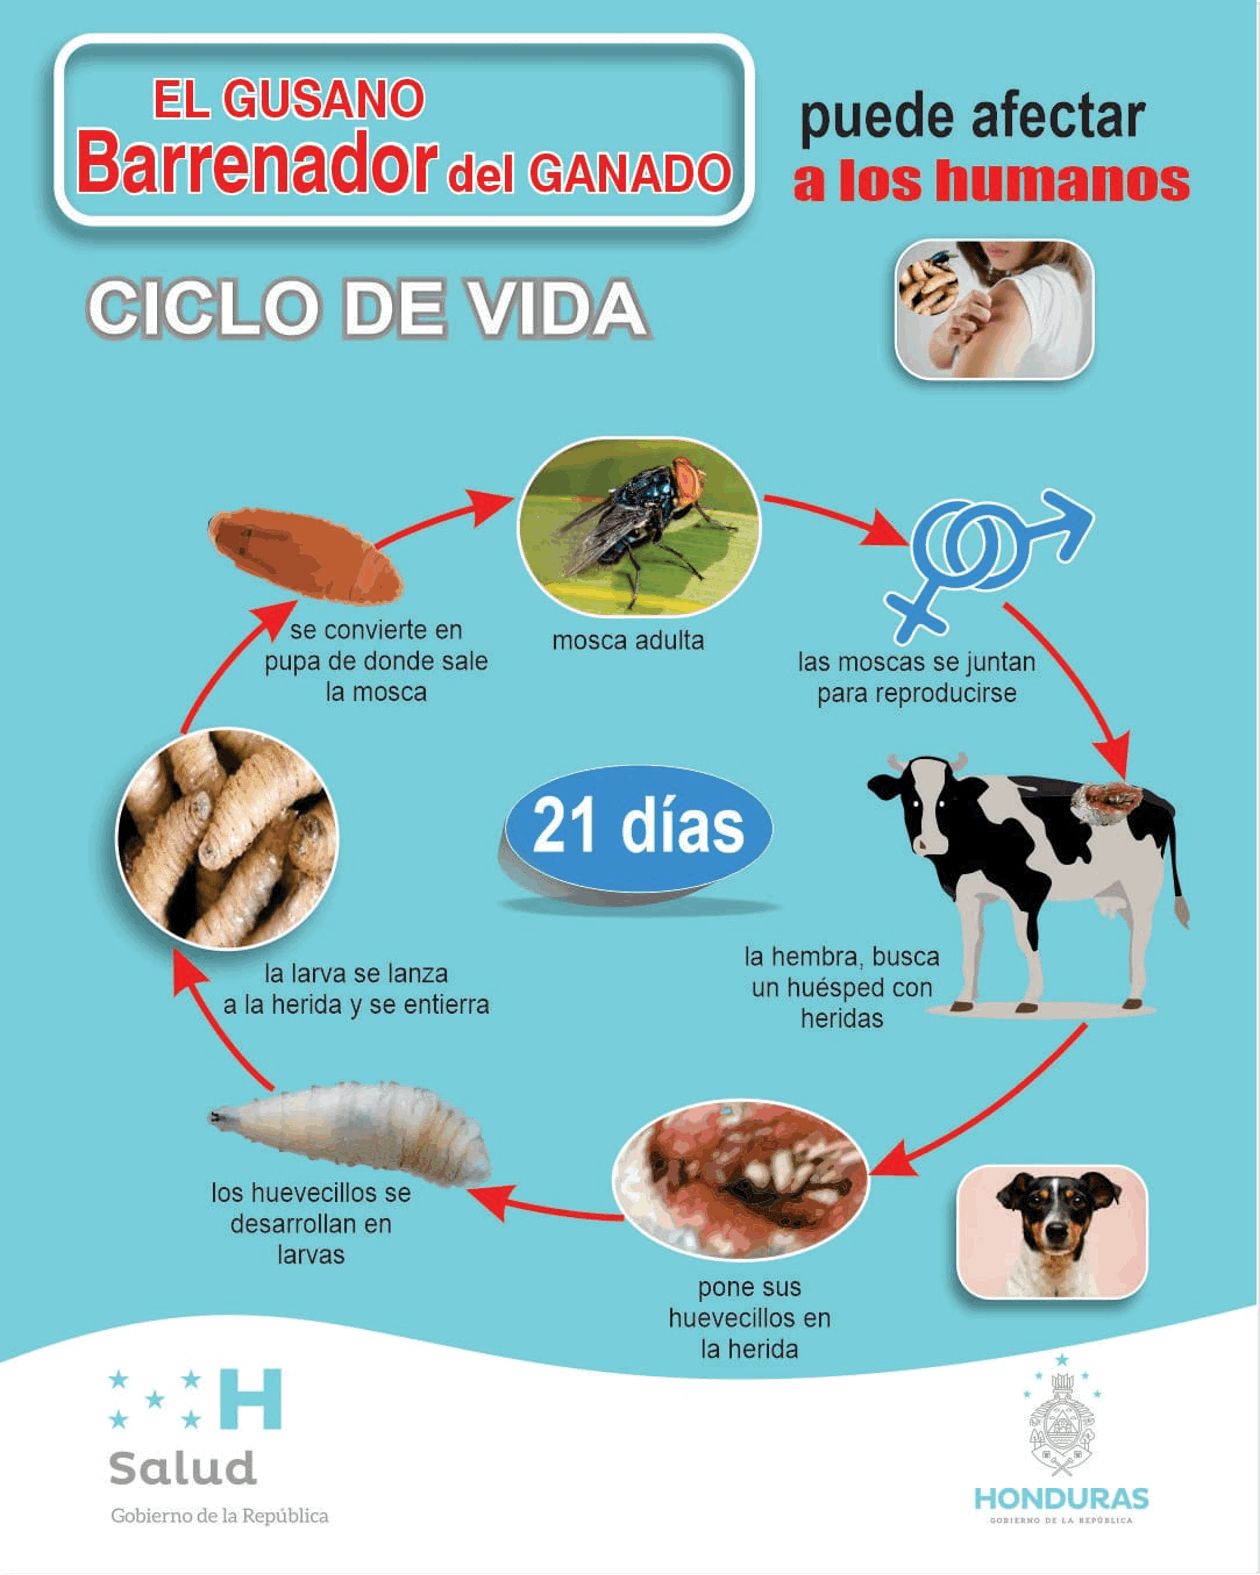 EL GUSANO
Barrenador del GANADO
puede afectar
a los humanos
CICLO DE VIDA
mosca adulta
las moscas se juntan
para reproducirse
la hembra, busca
un huésped con
heridas
pone sus
huevecillos en
la herida
los huevecillos se
desarrollan en
larvas
la larva se lanza
a la herida y se entierra
se convierte en
pupa de donde sale
la mosca
21 días
H
Salud
Gobierno de la República
HONDURAS
GOBIERNO DE LA REPÚBLICA